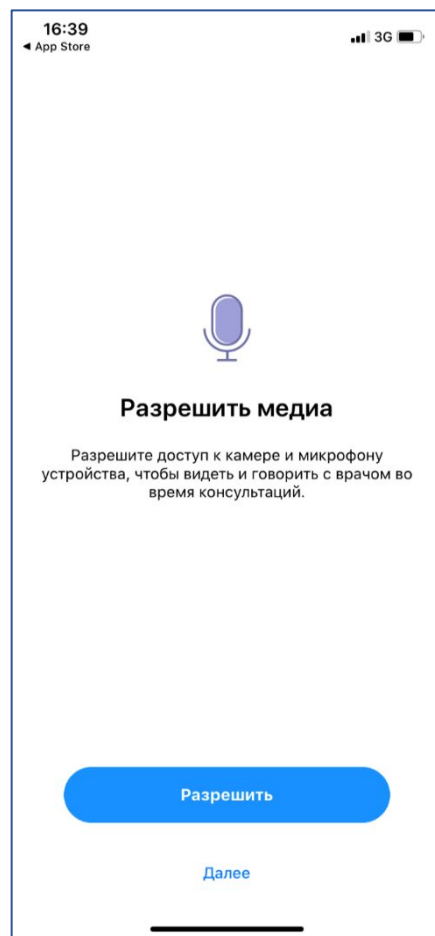 16:39
3G
◀ App Store
Разрешить медиа
Разрешите доступ к камере и микрофону
устройства, чтобы видеть и говорить с врачом во
время консультаций.
Разрешить
Далее